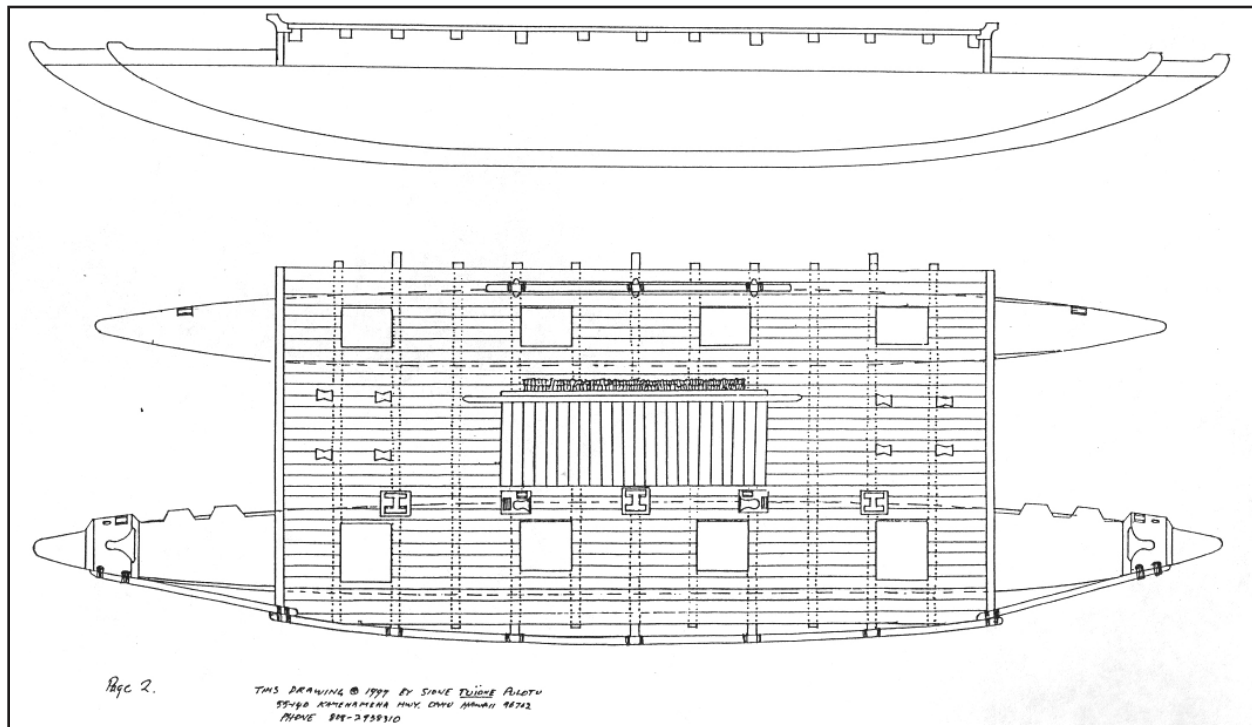 Page 2.
THIS DRAWING © 1997 BY SIONE TUIONE PULOTU
55-140 KAMEHAMEHA HWY. OAHU HAWAII 96762
PHONE 808-2938310